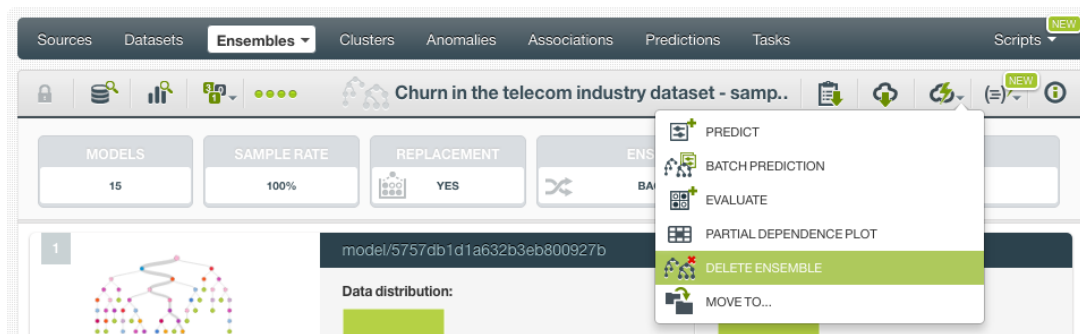 NEW
Sources Datasets Ensembles Clusters Anomalies Associations Predictions Tasks Scripts
NEW
Churn in the telecom industry dataset - samp..
MODELS SAMPLE RATE REPLACEMENT ENS
15 100% YES BA
PREDICT
BATCH PREDICTION
EVALUATE
PARTIAL DEPENDENCE PLOT
DELETE ENSEMBLE
MOVE TO...
1
model/5757db1d1a632b3eb800927b
Data distribution: